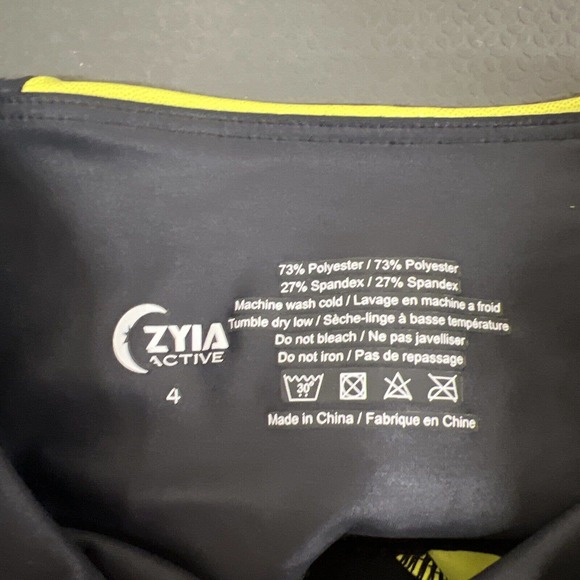 ZYIA
ACTIVE
4
73% Polyester / 73% Polyester
27% Spandex / 27% Spandex
Machine wash cold / Lavage en machine a froid
Tumble dry low / Sèche-linge à basse température
Do not bleach / Ne pas javelliser
Do not iron / Pas de repassage
30°
Made in China / Fabrique en Chine